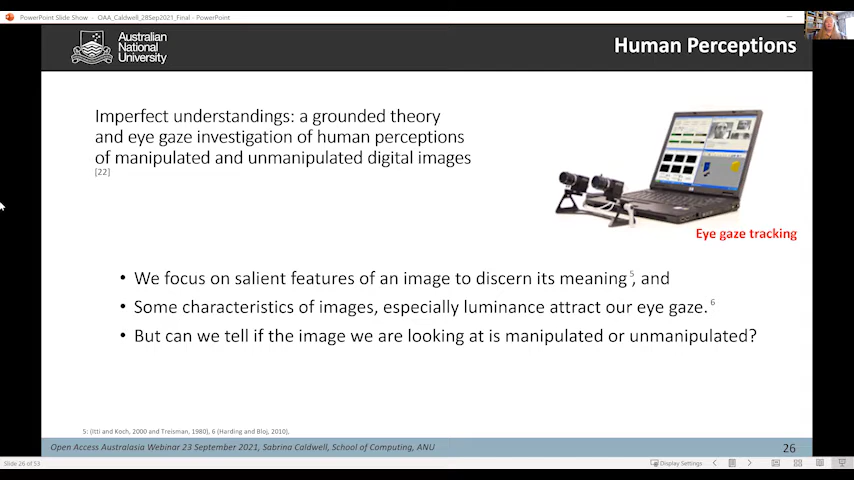 PowerPoint Slide Show - OAA_Caldwell_28Sep2021_Final - PowerPoint
Australian
National
University
Human Perceptions
Imperfect understandings: a grounded theory
and eye gaze investigation of human perceptions
of manipulated and unmanipulated digital images
[22]
Eye gaze tracking
• We focus on salient features of an image to discern its meaning5, and
• Some characteristics of images, especially luminance attract our eye gaze. 6
• But can we tell if the image we are looking at is manipulated or unmanipulated?
5: (Itti and Koch, 2000 and Treisman, 1980), 6 (Harding and Bloj, 2010),
Open Access Australasia Webinar 23 September 2021, Sabrina Caldwell, School of Computing, ANU
26
Slide 26 of 53
Display Settings